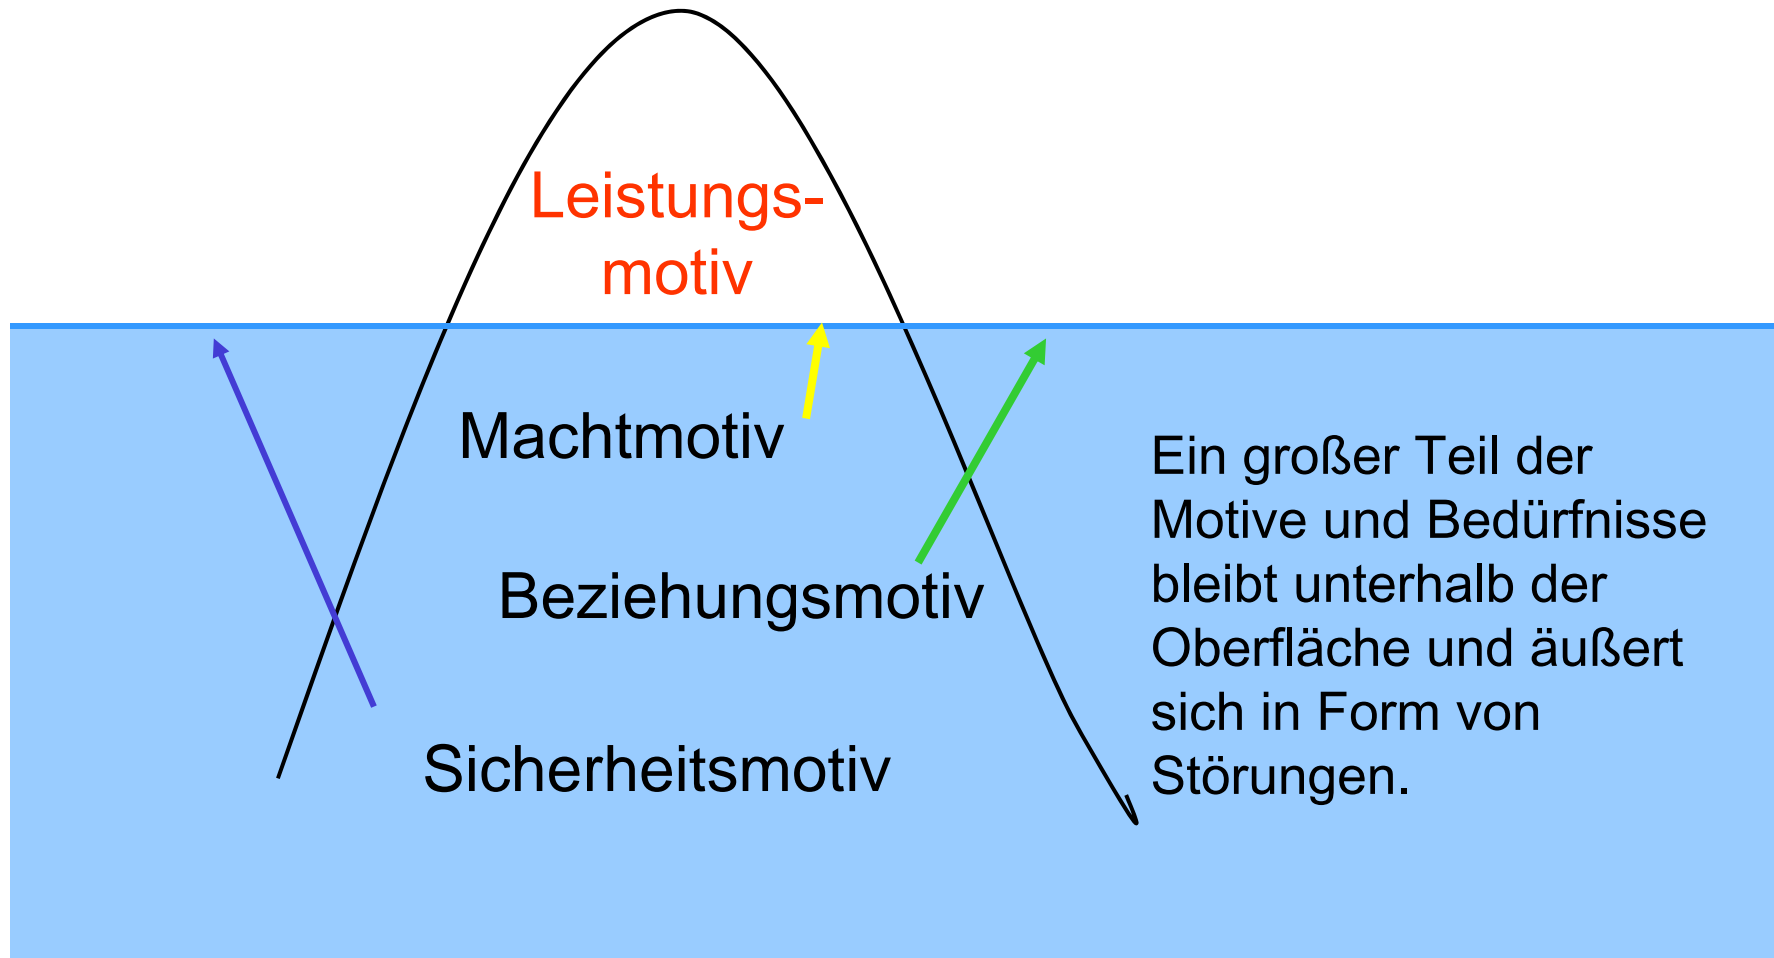 Leistungs-
motiv
Machtmotiv
Beziehungsmotiv
Sicherheitsmotiv
Ein großer Teil der
Motive und Bedürfnisse
bleibt unterhalb der
Oberfläche und äußert
sich in Form von
Störungen.